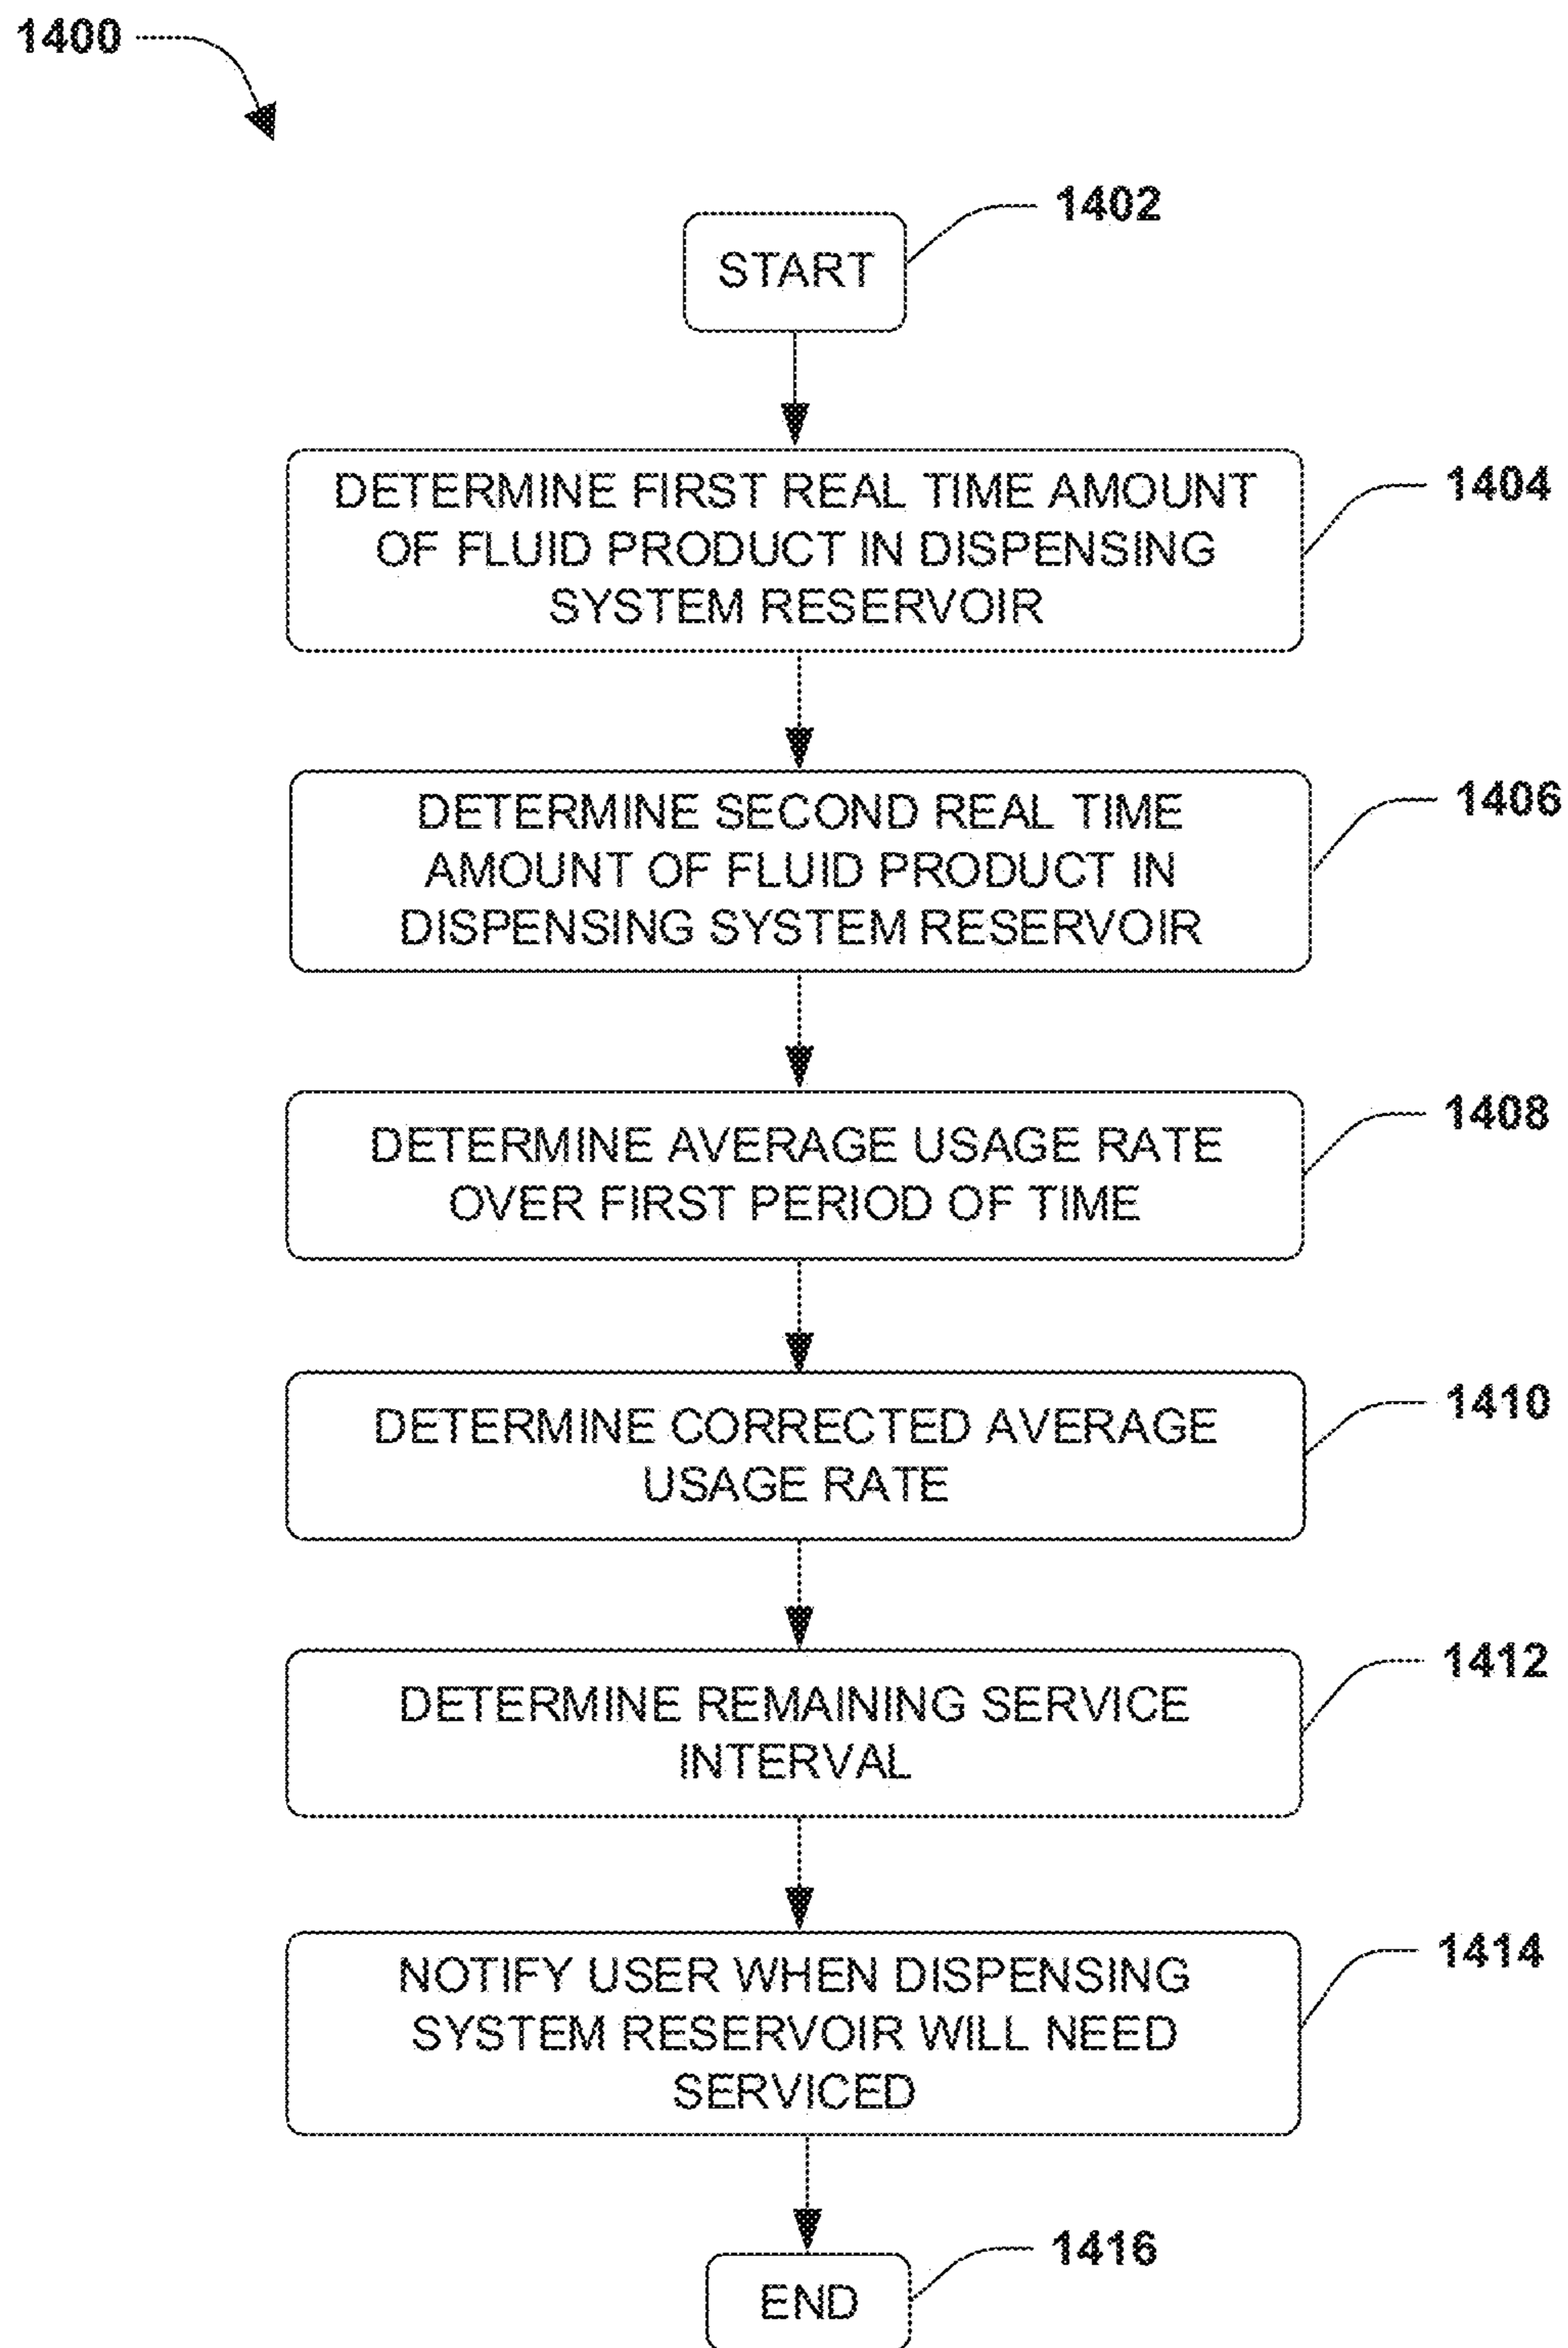 1400
1402
START
DETERMINE FIRST REAL TIME AMOUNT
OF FLUID PRODUCT IN DISPENSING
SYSTEM RESERVOIR
1404
DETERMINE SECOND REAL TIME
AMOUNT OF FLUID PRODUCT IN
DISPENSING SYSTEM RESERVOIR
1406
DETERMINE AVERAGE USAGE RATE
OVER FIRST PERIOD OF TIME
1408
DETERMINE CORRECTED AVERAGE
USAGE RATE
1410
DETERMINE REMAINING SERVICE
INTERVAL
1412
NOTIFY USER WHEN DISPENSING
SYSTEM RESERVOIR WILL NEED
SERVICED
1414
END
1416